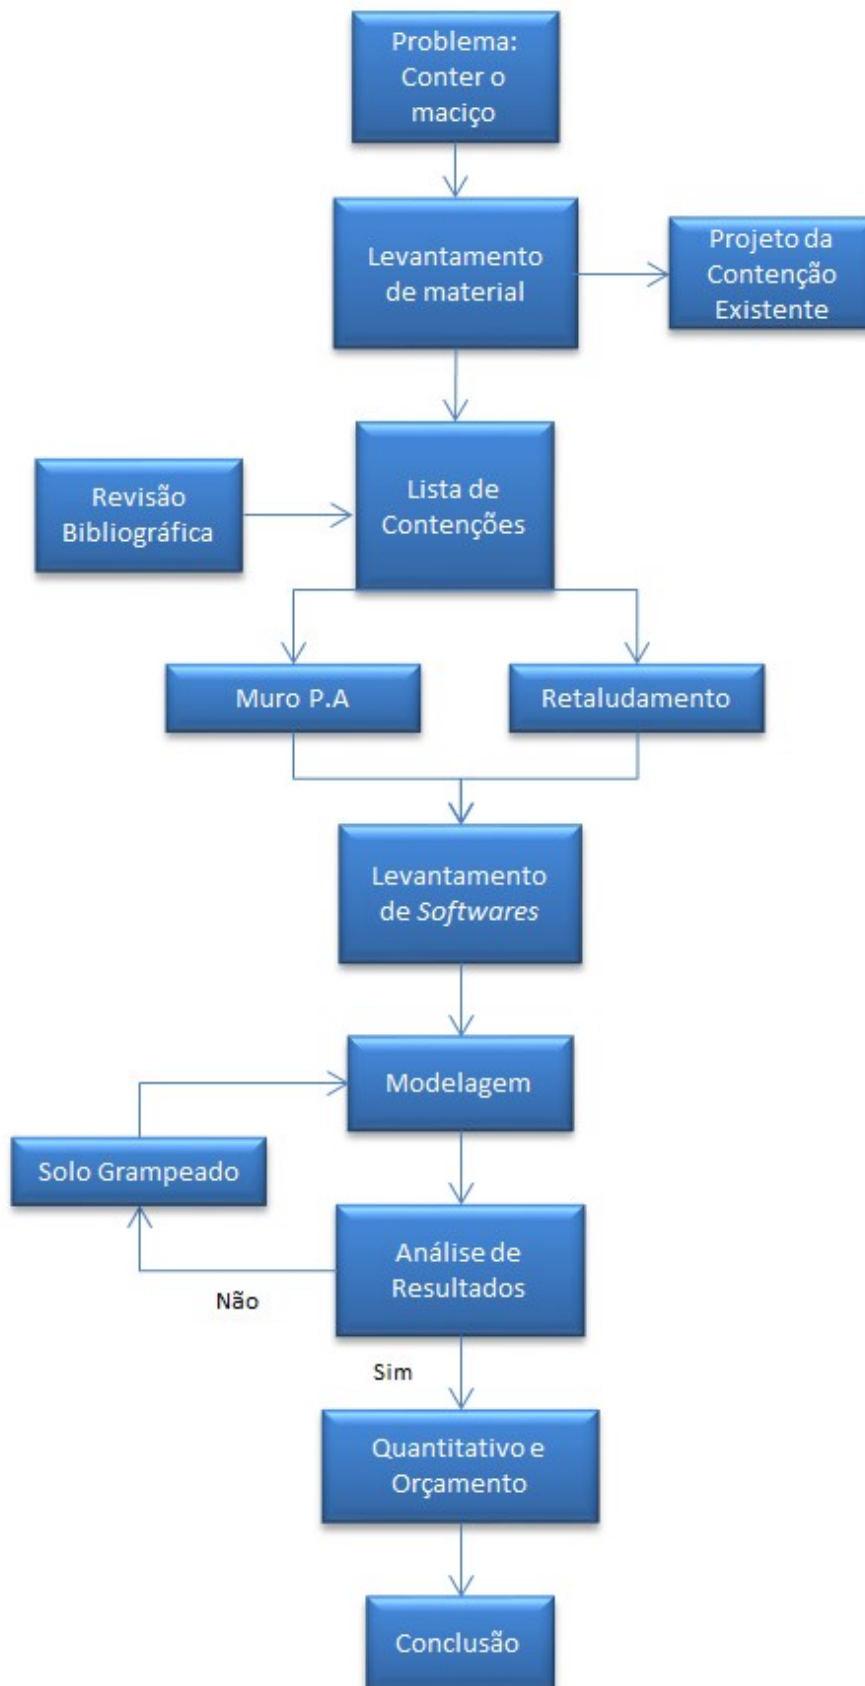 Problema:
Conter o
maciço
Levantamento
de material
Projeto da
Contenção
Existente
Revisão
Bibliográfica
Lista de
Contenções
Muro P.A
Retaludamento
Levantamento
de Softwares
Modelagem
Solo Grampeado
Análise de
Resultados
Não
Sim
Quantitativo e
Orçamento
Conclusão